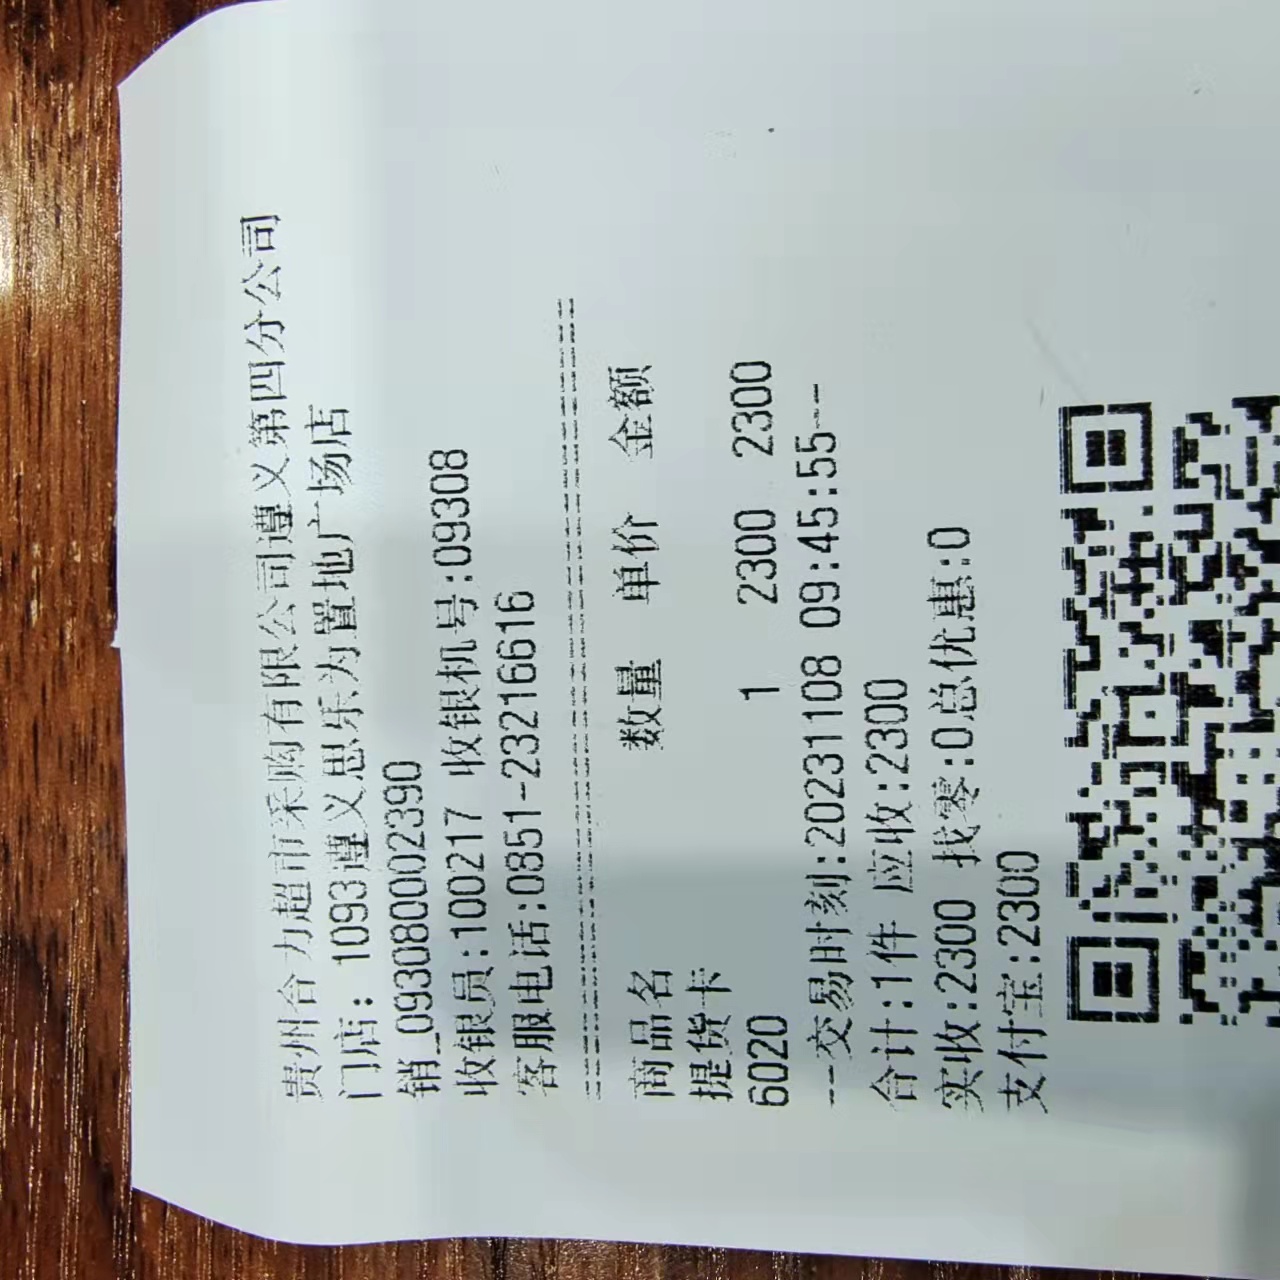 贵州合力超市采购有限公司遵义第四分公司
门店: 1093遵义思乐为置地广场店
销_0930800002390
收银员:100217 收银机号:09308
客服电话:0851-23216616
========================================
商品名 数量 单价 金额
提货卡
6020 1 2300 2300
--交易时刻:20231108 09:45:55--
合计:1件 应收:2300
实收:2300 找零:0总优惠:0
支付宝:2300